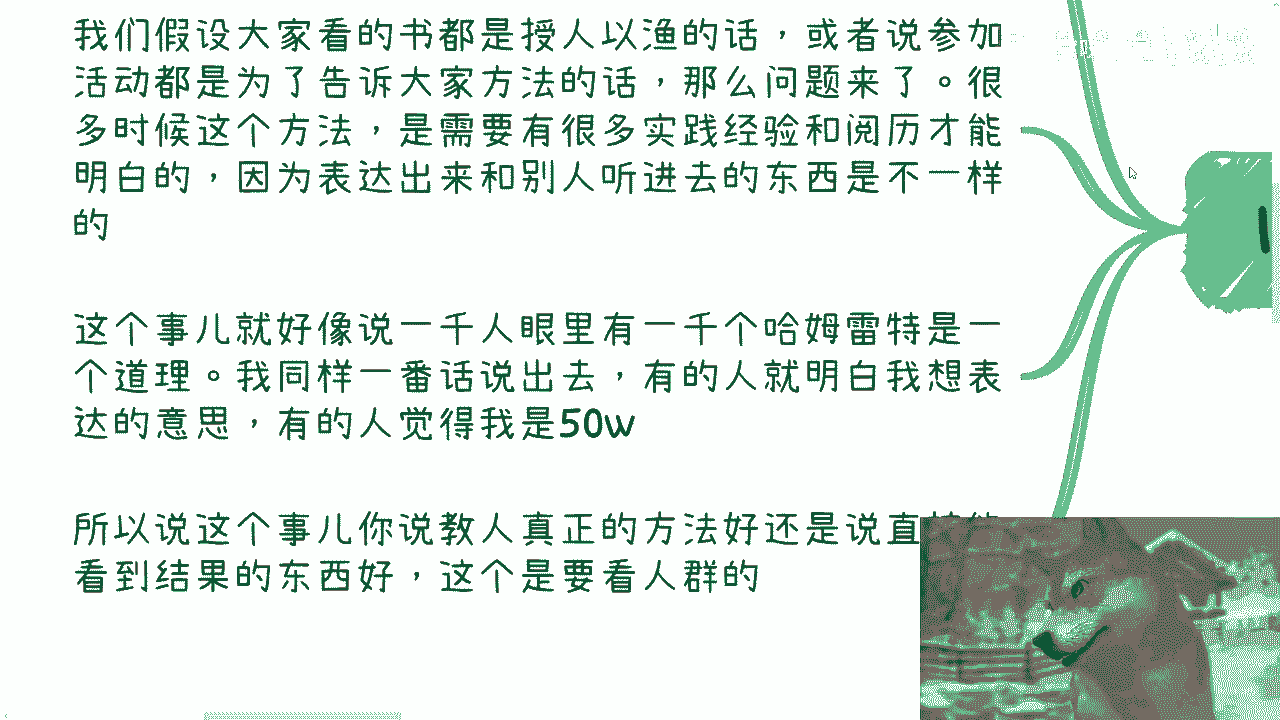 我们假设大家看的书都是授人以渔的话，或者说参加
活动都是为了告诉大家方法的话，那么问题来了。很
多时候这个方法，是需要有很多实践经验和阅历才能
明白的，因为表达出来和别人听进去的东西是不一样
的
这个事儿就好像说一千人眼里有一千个哈姆雷特是一
个道理。我同样一番话说出去，有的人就明白我想表
达的意思，有的人觉得我是50w
所以说这个事儿你说教人真正的方法好还是说直
看到结果的东西好，这个是要看人群的